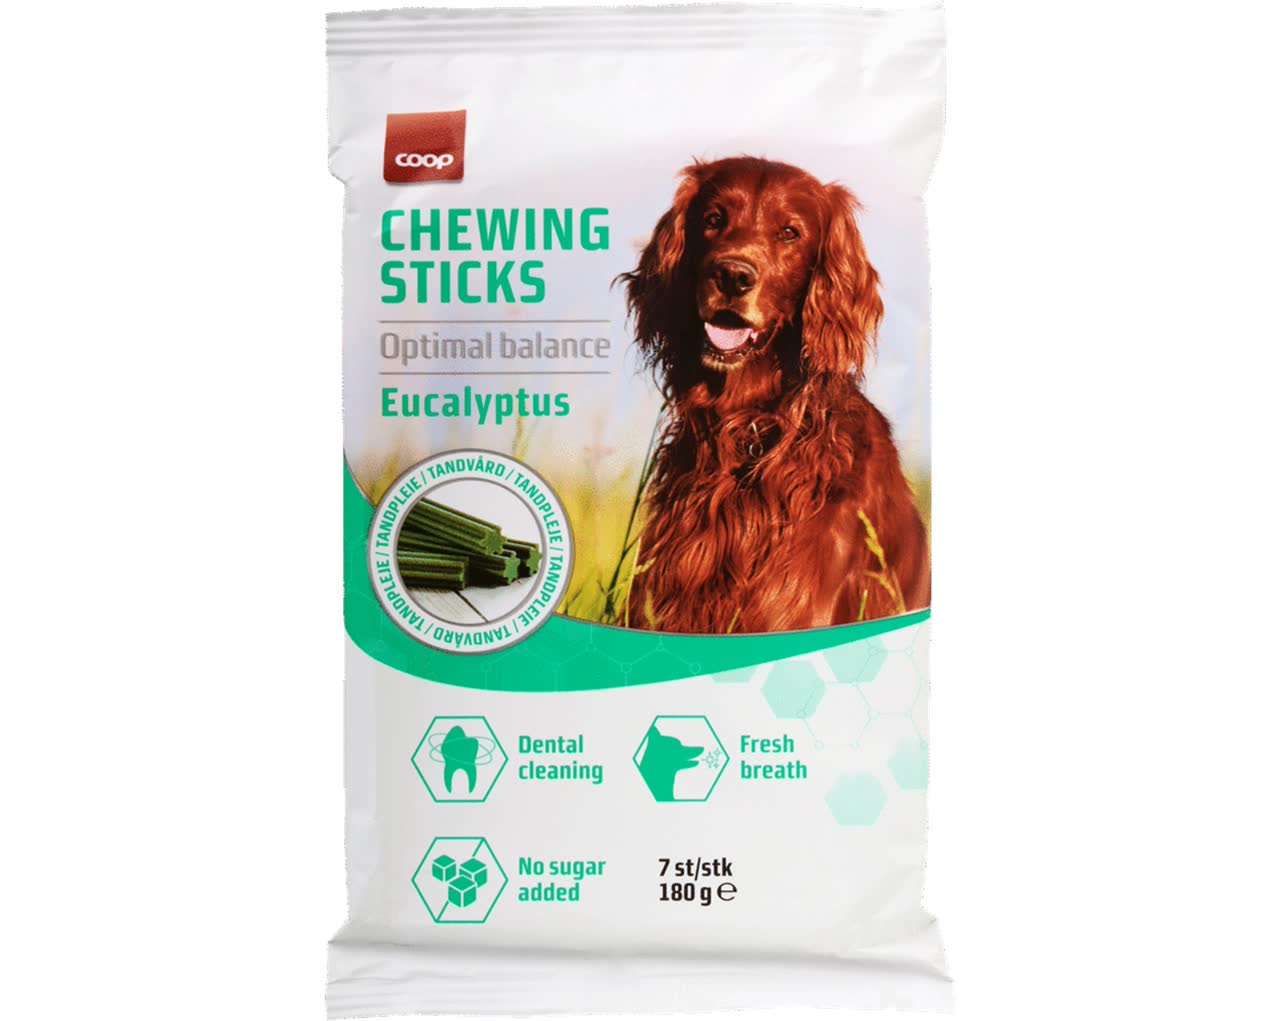 coop
CHEWING
STICKS
Optimal balance
Eucalyptus
TANDPLEJE / TANDPLEIE / TANDVÅRD / TANDPLEJE / TANDPLEIE / TANDVÅRD /
Dental
cleaning
Fresh
breath
No sugar
added
7 st/stk
180 g ℮